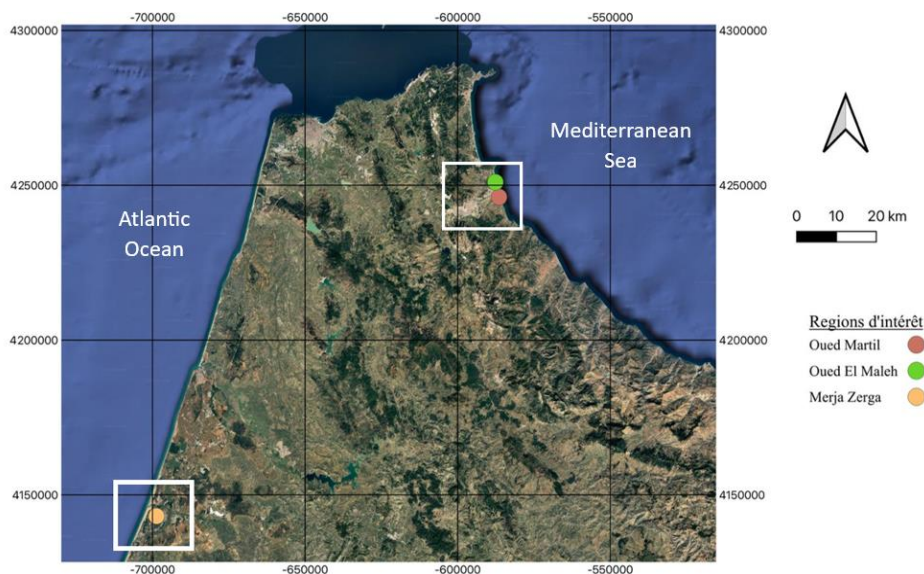 -700000 -650000 -600000 -550000
4300000 4300000
Mediterranean
Sea
4250000 4250000
Atlantic
Ocean
0 10 20 km
4200000 4200000
Regions d'intérêt
Oued Martil
Oued El Maleh
Merja Zerga
4150000 4150000
-700000 -650000 -600000 -550000